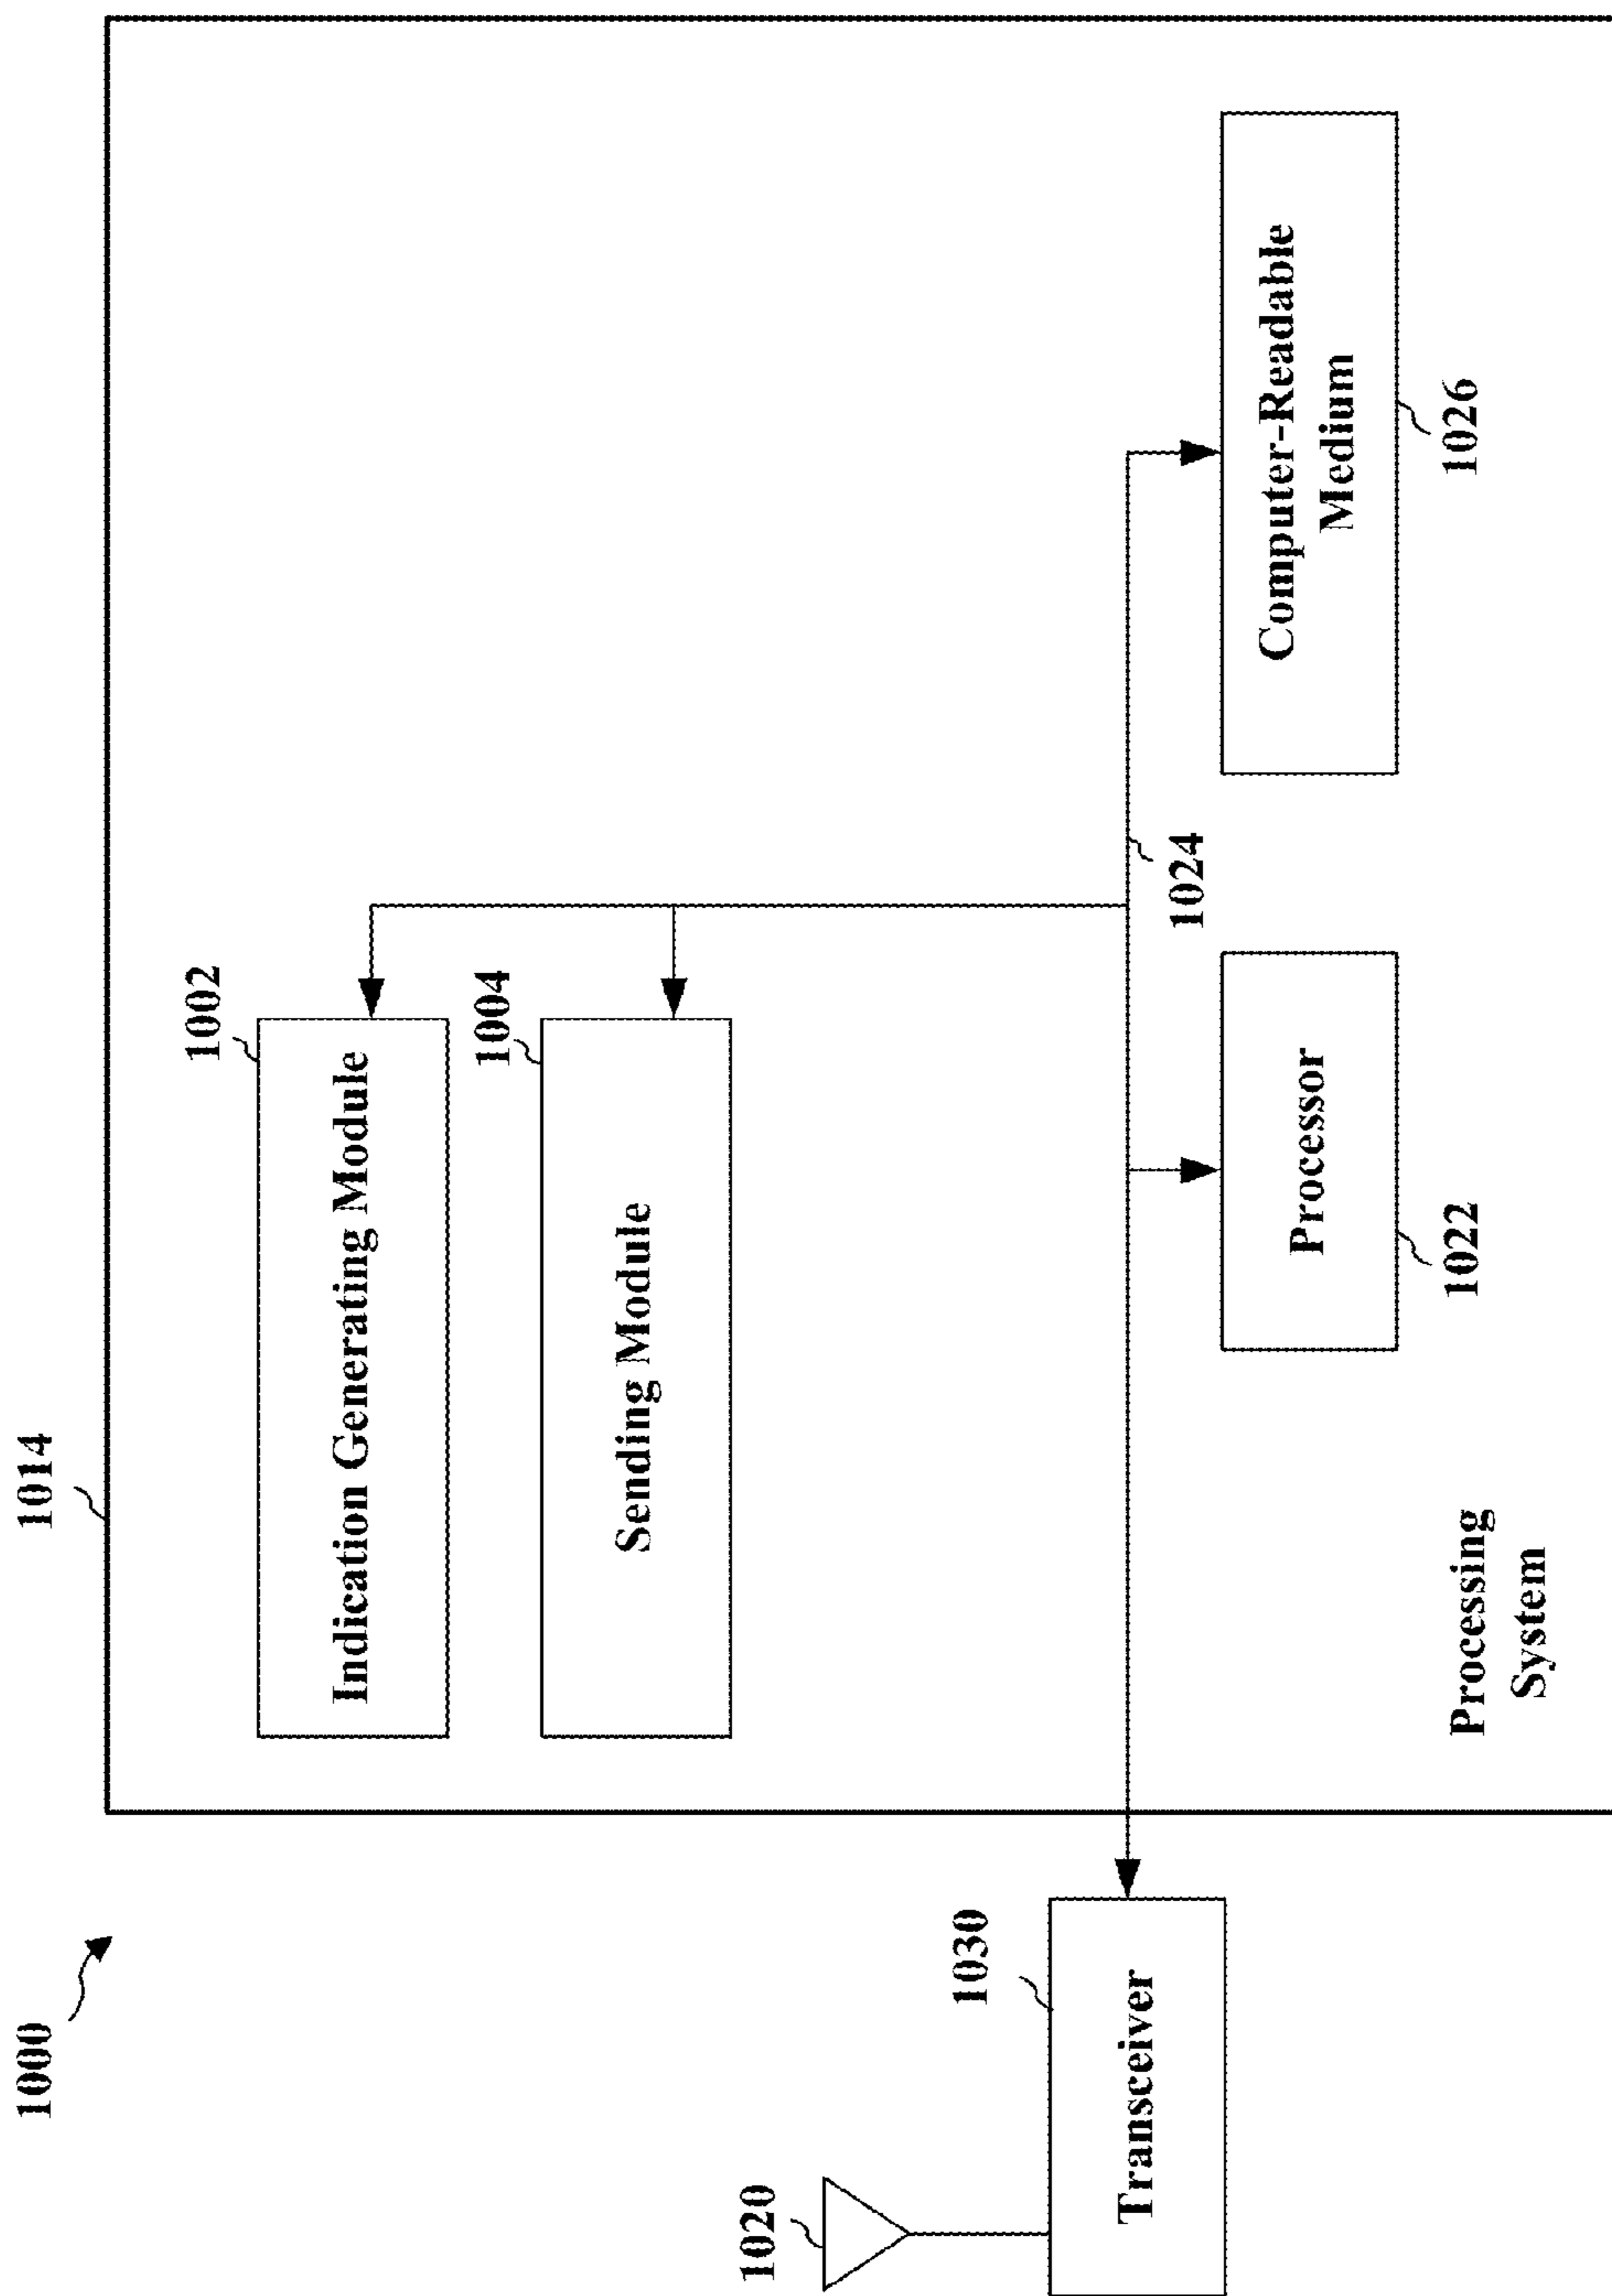 1000
1014
1002
Indication Generating Module
1004
Sending Module
1020
1030
Transceiver
1024
Processor
1022
Computer-Readable
Medium
1026
Processing
System